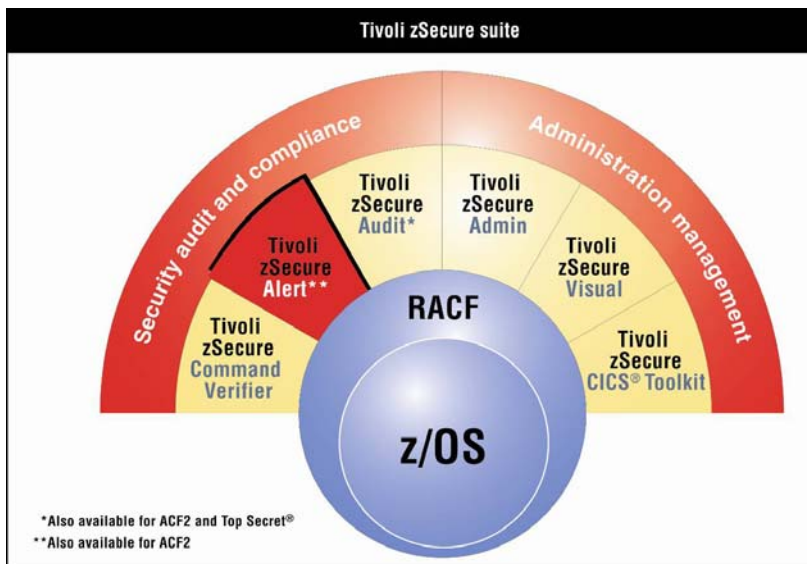 Tivoli zSecure suite
Security audit and compliance
Administration management
Tivoli
zSecure
Command
Verifier
Tivoli
zSecure
Alert**
Tivoli
zSecure
Audit*
Tivoli
zSecure
Admin
Tivoli
zSecure
Visual
Tivoli
zSecure
CICS® Toolkit
RACF
z/OS
*Also available for ACF2 and Top Secret®
**Also available for ACF2